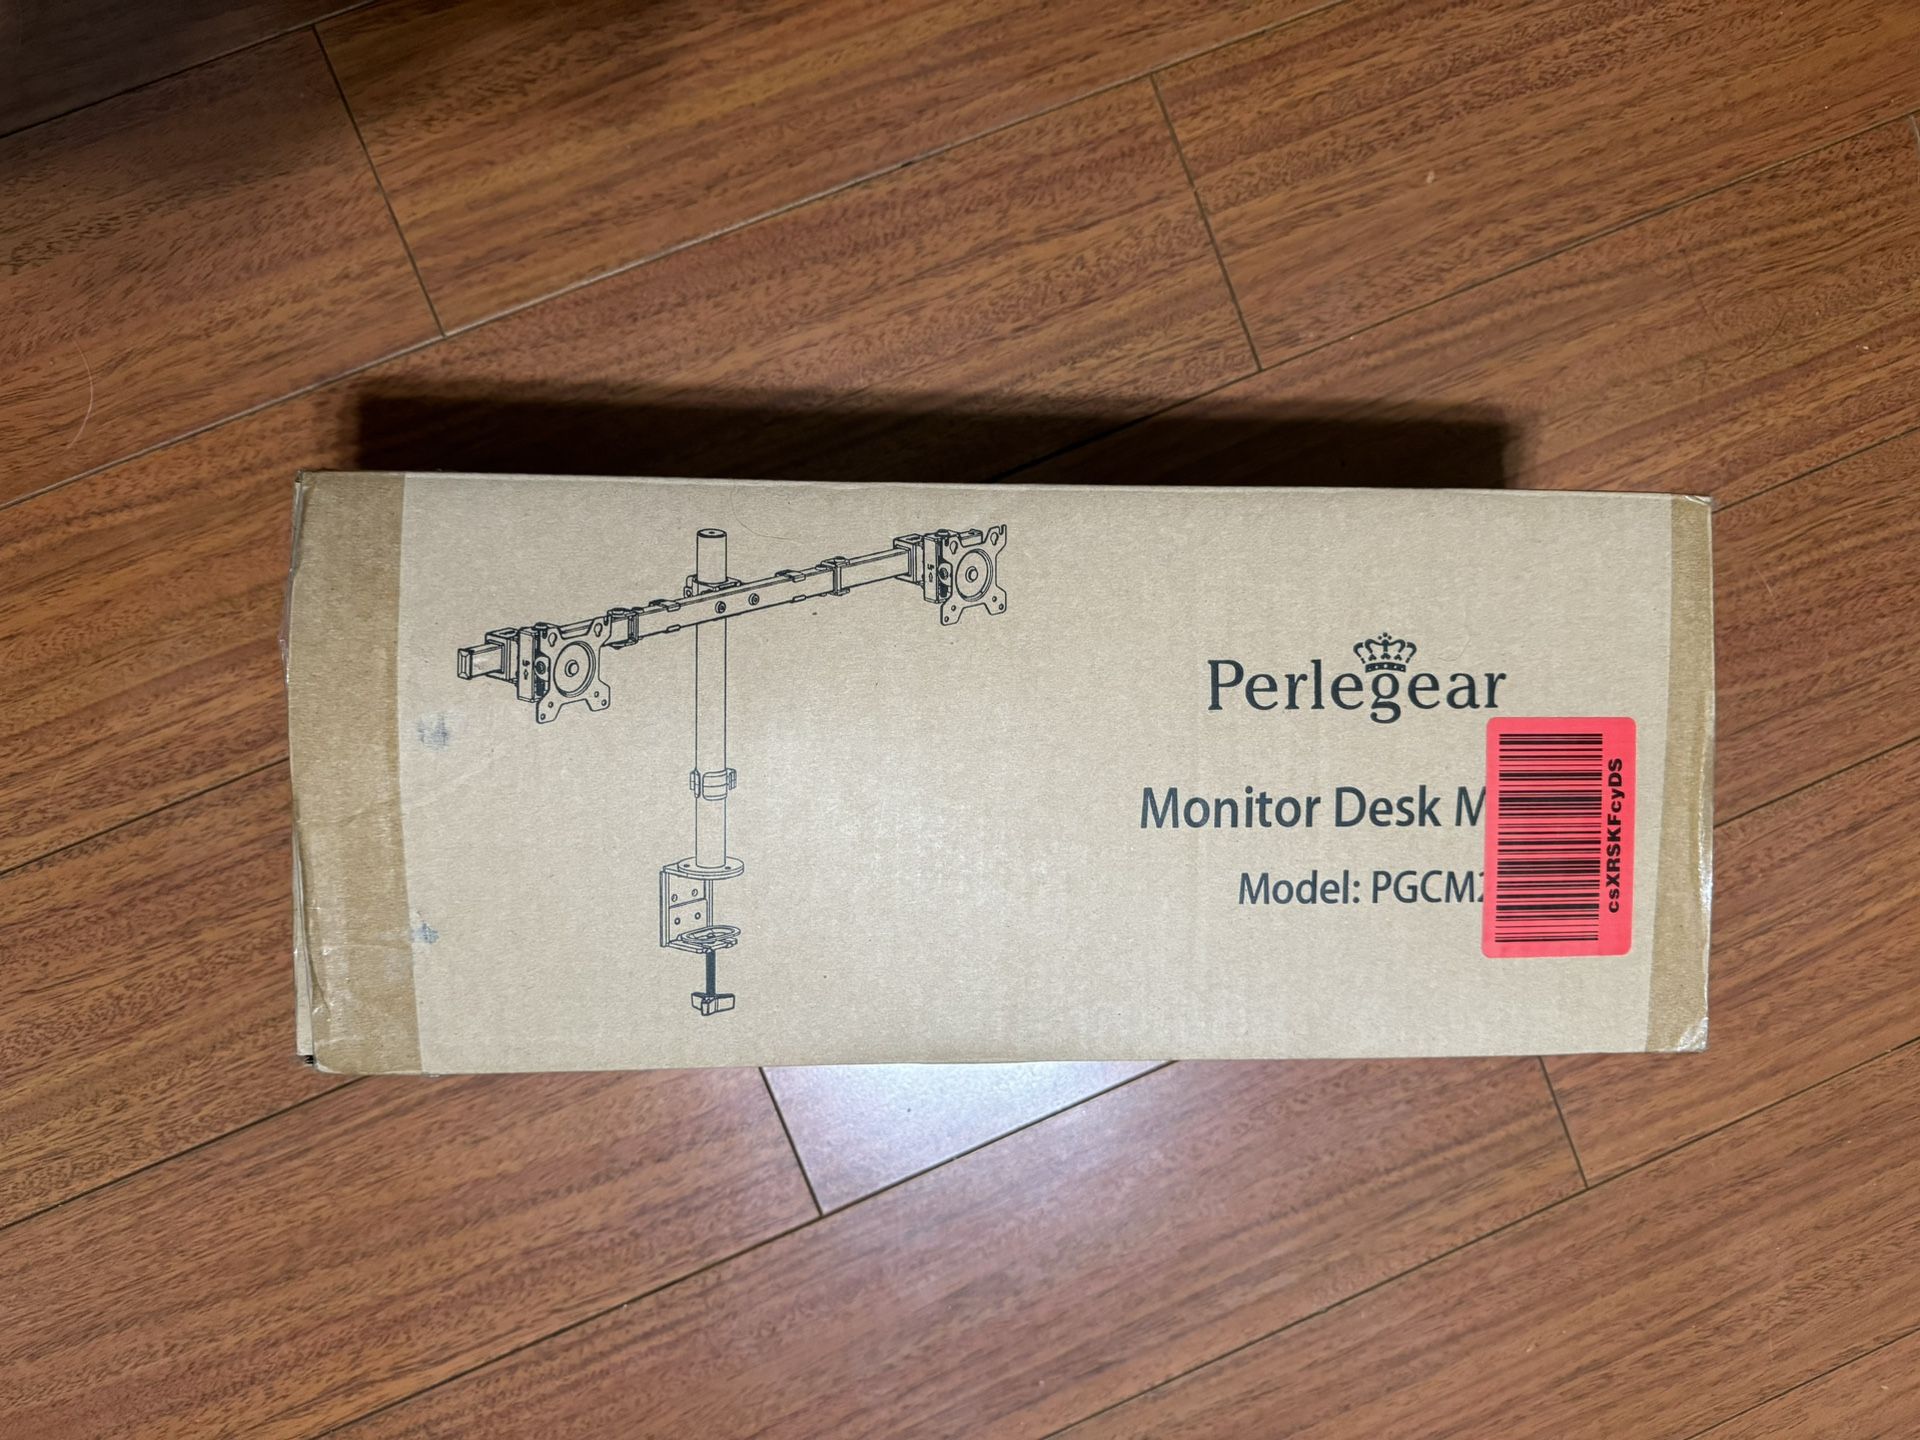 Perlegear
Monitor Desk M
Model: PGCM2
csXRSKFcyDS